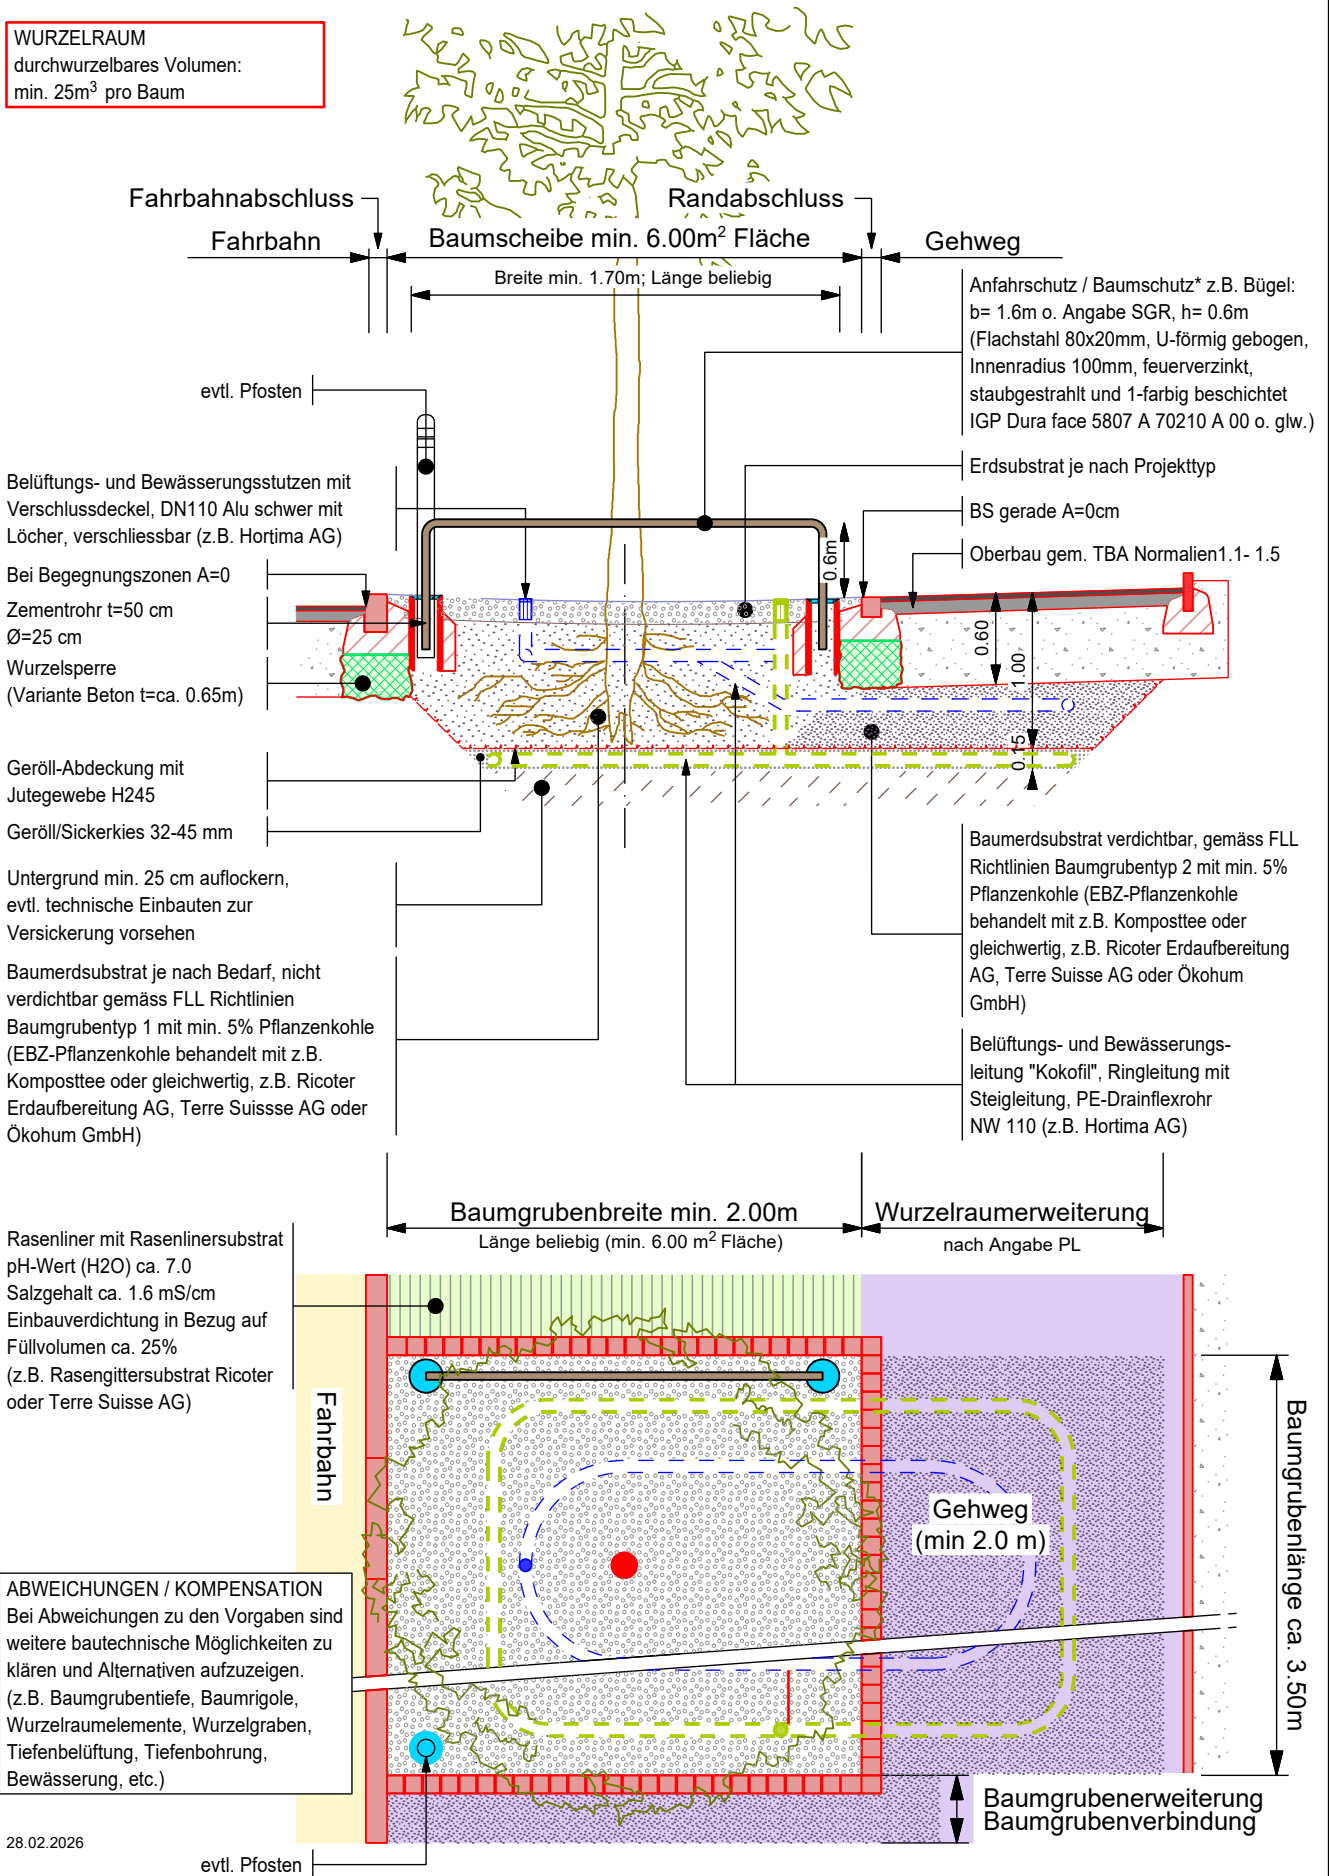 WURZELRAUM
durchwurzelbares Volumen:
min. 25m³ pro Baum
Fahrbahnabschluss
Randabschluss
Fahrbahn
Baumscheibe min. 6.00m² Fläche
Gehweg
Breite min. 1.70m; Länge beliebig
Anfahrschutz / Baumschutz* z.B. Bügel:
b= 1.6m o. Angabe SGR, h= 0.6m
(Flachstahl 80x20mm, U-förmig gebogen,
Innenradius 100mm, feuerverzinkt,
staubgestrahlt und 1-farbig beschichtet
IGP Dura face 5807 A 70210 A 00 o. glw.)
evtl. Pfosten
Erdsubstrat je nach Projekttyp
Belüftungs- und Bewässerungsstutzen mit
Verschlussdeckel, DN110 Alu schwer mit
Löcher, verschliessbar (z.B. Hortima AG)
BS gerade A=0cm
Oberbau gem. TBA Normalien1.1- 1.5
0.6m
Bei Begegnungszonen A=0
Zementrohr t=50 cm
Ø=25 cm
Wurzelsperre
(Variante Beton t=ca. 0.65m)
0.60
1.00
0.15
Geröll-Abdeckung mit
Jutegewebe H245
Geröll/Sickerkies 32-45 mm
Untergrund min. 25 cm auflockern,
evtl. technische Einbauten zur
Versickerung vorsehen
Baumerdsubstrat verdichtbar, gemäss FLL
Richtlinien Baumgrubentyp 2 mit min. 5%
Pflanzenkohle (EBZ-Pflanzenkohle
behandelt mit z.B. Komposttee oder
gleichwertig, z.B. Ricoter Erdaufbereitung
AG, Terre Suisse AG oder Ökohum
GmbH)
Baumerdsubstrat je nach Bedarf, nicht
verdichtbar gemäss FLL Richtlinien
Baumgrubentyp 1 mit min. 5% Pflanzenkohle
(EBZ-Pflanzenkohle behandelt mit z.B.
Komposttee oder gleichwertig, z.B. Ricoter
Erdaufbereitung AG, Terre Suissse AG oder
Ökohum GmbH)
Belüftungs- und Bewässerungs-
leitung "Kokofil", Ringleitung mit
Steigleitung, PE-Drainflexrohr
NW 110 (z.B. Hortima AG)
Baumgrubenbreite min. 2.00m
Länge beliebig (min. 6.00 m² Fläche)
Wurzelraumerweiterung
nach Angabe PL
Rasenliner mit Rasenlinersubstrat
pH-Wert (H2O) ca. 7.0
Salzgehalt ca. 1.6 mS/cm
Einbauverdichtung in Bezug auf
Füllvolumen ca. 25%
(z.B. Rasengittersubstrat Ricoter
oder Terre Suisse AG)
Fahrbahn
Gehweg
(min 2.0 m)
Baumgrubenlänge ca. 3.50m
ABWEICHUNGEN / KOMPENSATION
Bei Abweichungen zu den Vorgaben sind
weitere bautechnische Möglichkeiten zu
klären und Alternativen aufzuzeigen.
(z.B. Baumgrubentiefe, Baumrigole,
Wurzelraumelemente, Wurzelgraben,
Tiefenbelüftung, Tiefenbohrung,
Bewässerung, etc.)
Baumgrubenerweiterung
Baumgrubenverbindung
28.02.2026
evtl. Pfosten